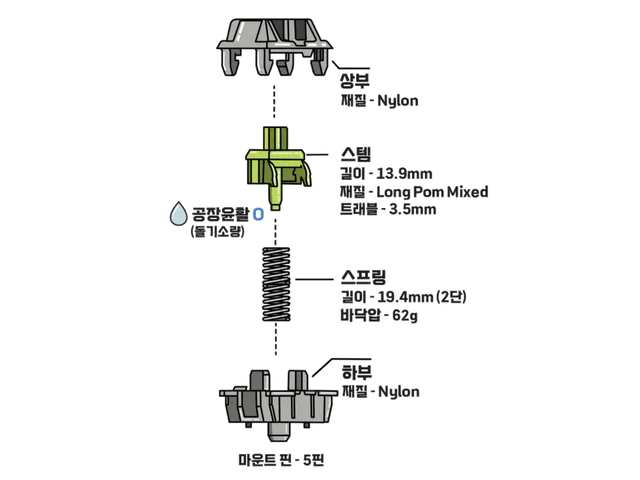 상부
재질 - Nylon
스템
길이 - 13.9mm
재질 - Long Pom Mixed
트래블 - 3.5mm
공장윤활 O
(돌기소량)
스프링
길이 - 19.4mm (2단)
바닥압 - 62g
하부
재질 - Nylon
마운트 핀 - 5핀